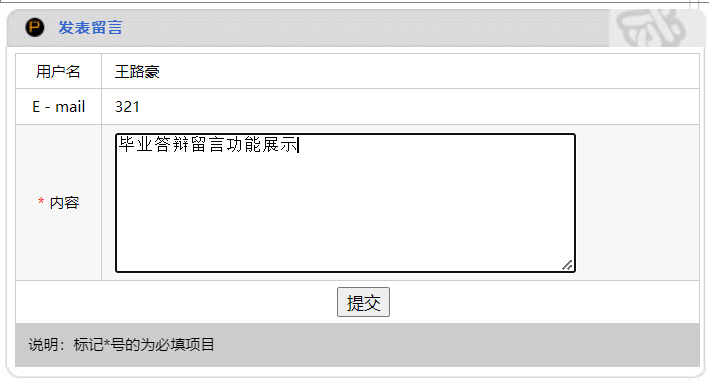 发表留言
用户名 王路豪
E - mail 321
* 内容 毕业答辩留言功能展示
提交
说明：标记*号的为必填项目